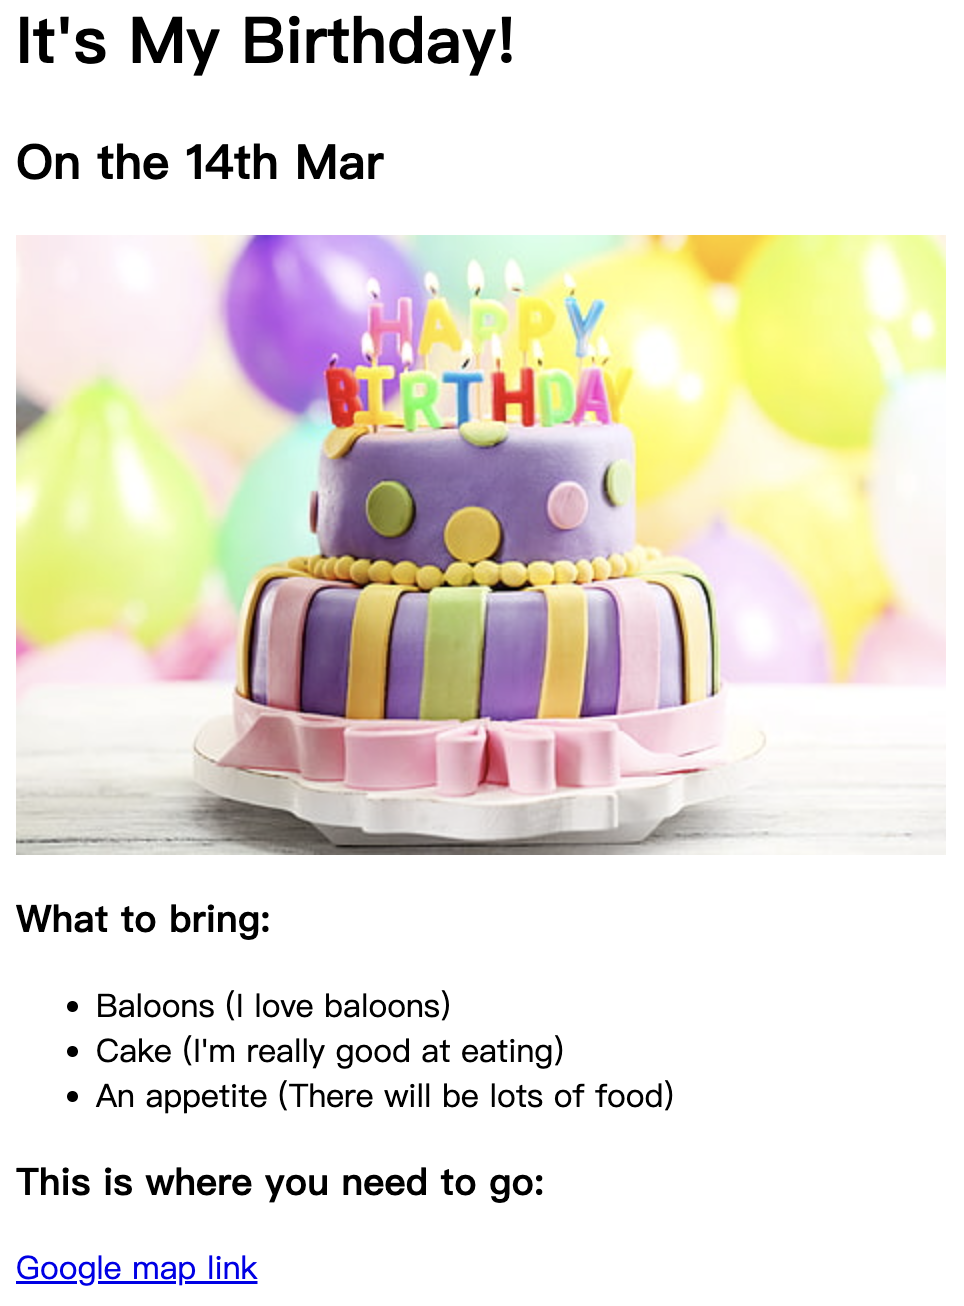 It's My Birthday!
On the 14th Mar
HAPPY
BIRTHDAY
What to bring:
Baloons (I love baloons)
Cake (I'm really good at eating)
An appetite (There will be lots of food)
This is where you need to go:
Google map link